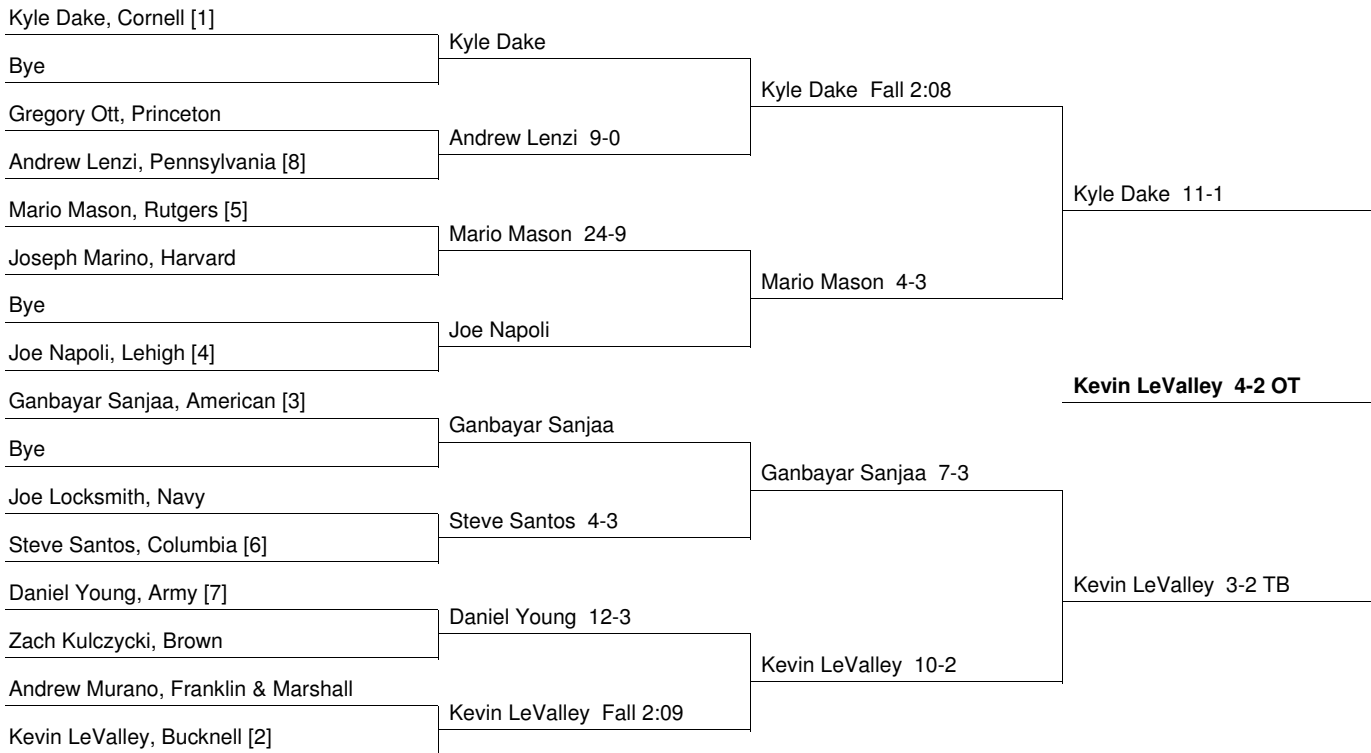 Kyle Dake, Cornell [1]
Bye
Gregory Ott, Princeton
Andrew Lenzi, Pennsylvania [8]
Mario Mason, Rutgers [5]
Joseph Marino, Harvard
Bye
Joe Napoli, Lehigh [4]
Ganbayar Sanjaa, American [3]
Bye
Joe Locksmith, Navy
Steve Santos, Columbia [6]
Daniel Young, Army [7]
Zach Kulczycki, Brown
Andrew Murano, Franklin & Marshall
Kevin LeValley, Bucknell [2]
Kyle Dake
Andrew Lenzi 9-0
Mario Mason 24-9
Joe Napoli
Ganbayar Sanjaa
Steve Santos 4-3
Daniel Young 12-3
Kevin LeValley Fall 2:09
Kyle Dake Fall 2:08
Mario Mason 4-3
Ganbayar Sanjaa 7-3
Kevin LeValley 10-2
Kyle Dake 11-1
Kevin LeValley 4-2 OT
Kevin LeValley 3-2 TB